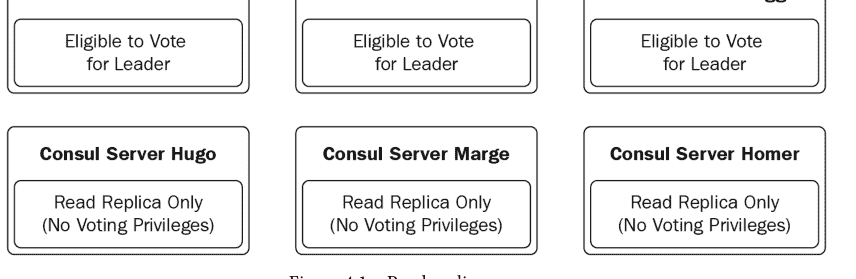 Eligible to Vote
for Leader
Eligible to Vote
for Leader
Eligible to Vote
for Leader
Consul Server Hugo
Read Replica Only
(No Voting Privileges)
Consul Server Marge
Read Replica Only
(No Voting Privileges)
Consul Server Homer
Read Replica Only
(No Voting Privileges)